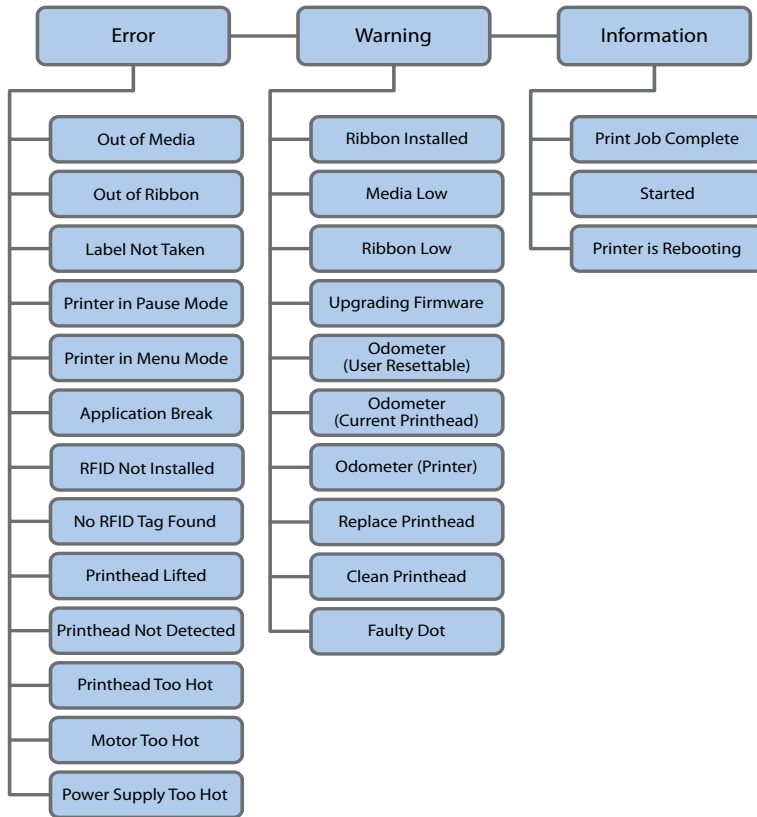 Error
Warning
Information
Out of Media
Out of Ribbon
Label Not Taken
Printer in Pause Mode
Printer in Menu Mode
Application Break
RFID Not Installed
No RFID Tag Found
Printhead Lifted
Printhead Not Detected
Printhead Too Hot
Motor Too Hot
Power Supply Too Hot
Ribbon Installed
Media Low
Ribbon Low
Upgrading Firmware
Odometer
(User Resettable)
Odometer
(Current Printhead)
Odometer (Printer)
Replace Printhead
Clean Printhead
Faulty Dot
Print Job Complete
Started
Printer is Rebooting